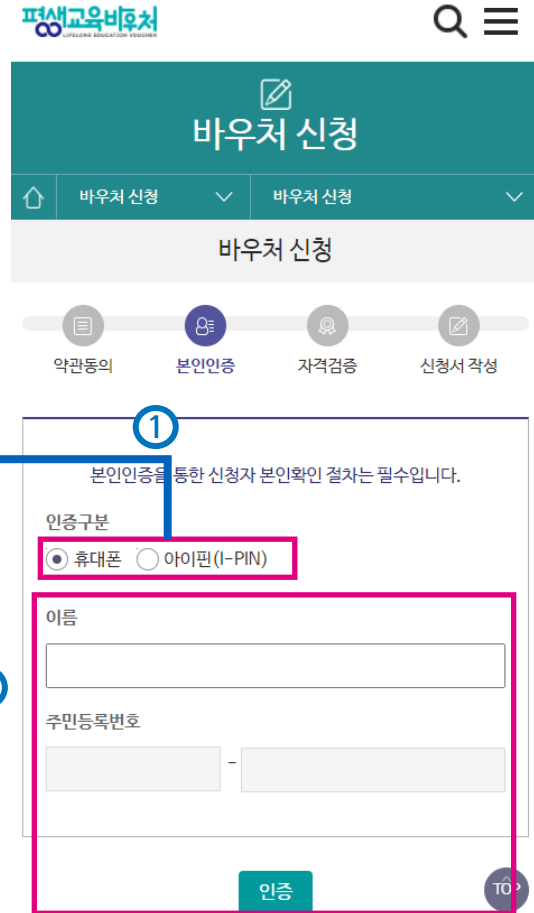 평생교육바우처
LIFELONG EDUCATION VOUCHER
바우처 신청
바우처 신청 바우처 신청
바우처 신청
약관동의 본인인증 자격검증 신청서 작성
1
본인인증을 통한 신청자 본인확인 절차는 필수입니다.
인증구분
휴대폰 아이핀(I-PIN)
이름
주민등록번호
-
인증
TOP